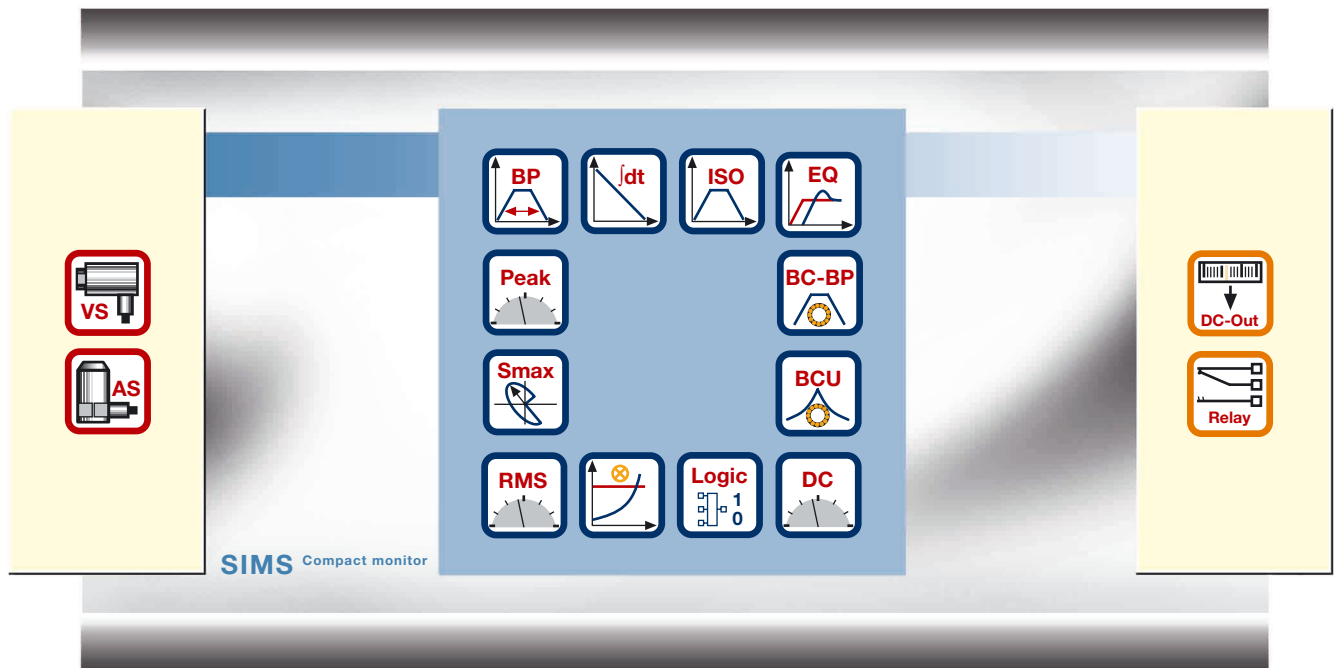 BP
∫dt
ISO
EQ
Peak
BC-BP
VS
DC-Out
Smax
BCU
AS
Relay
RMS
Logic
1
0
DC
SIMS Compact monitor